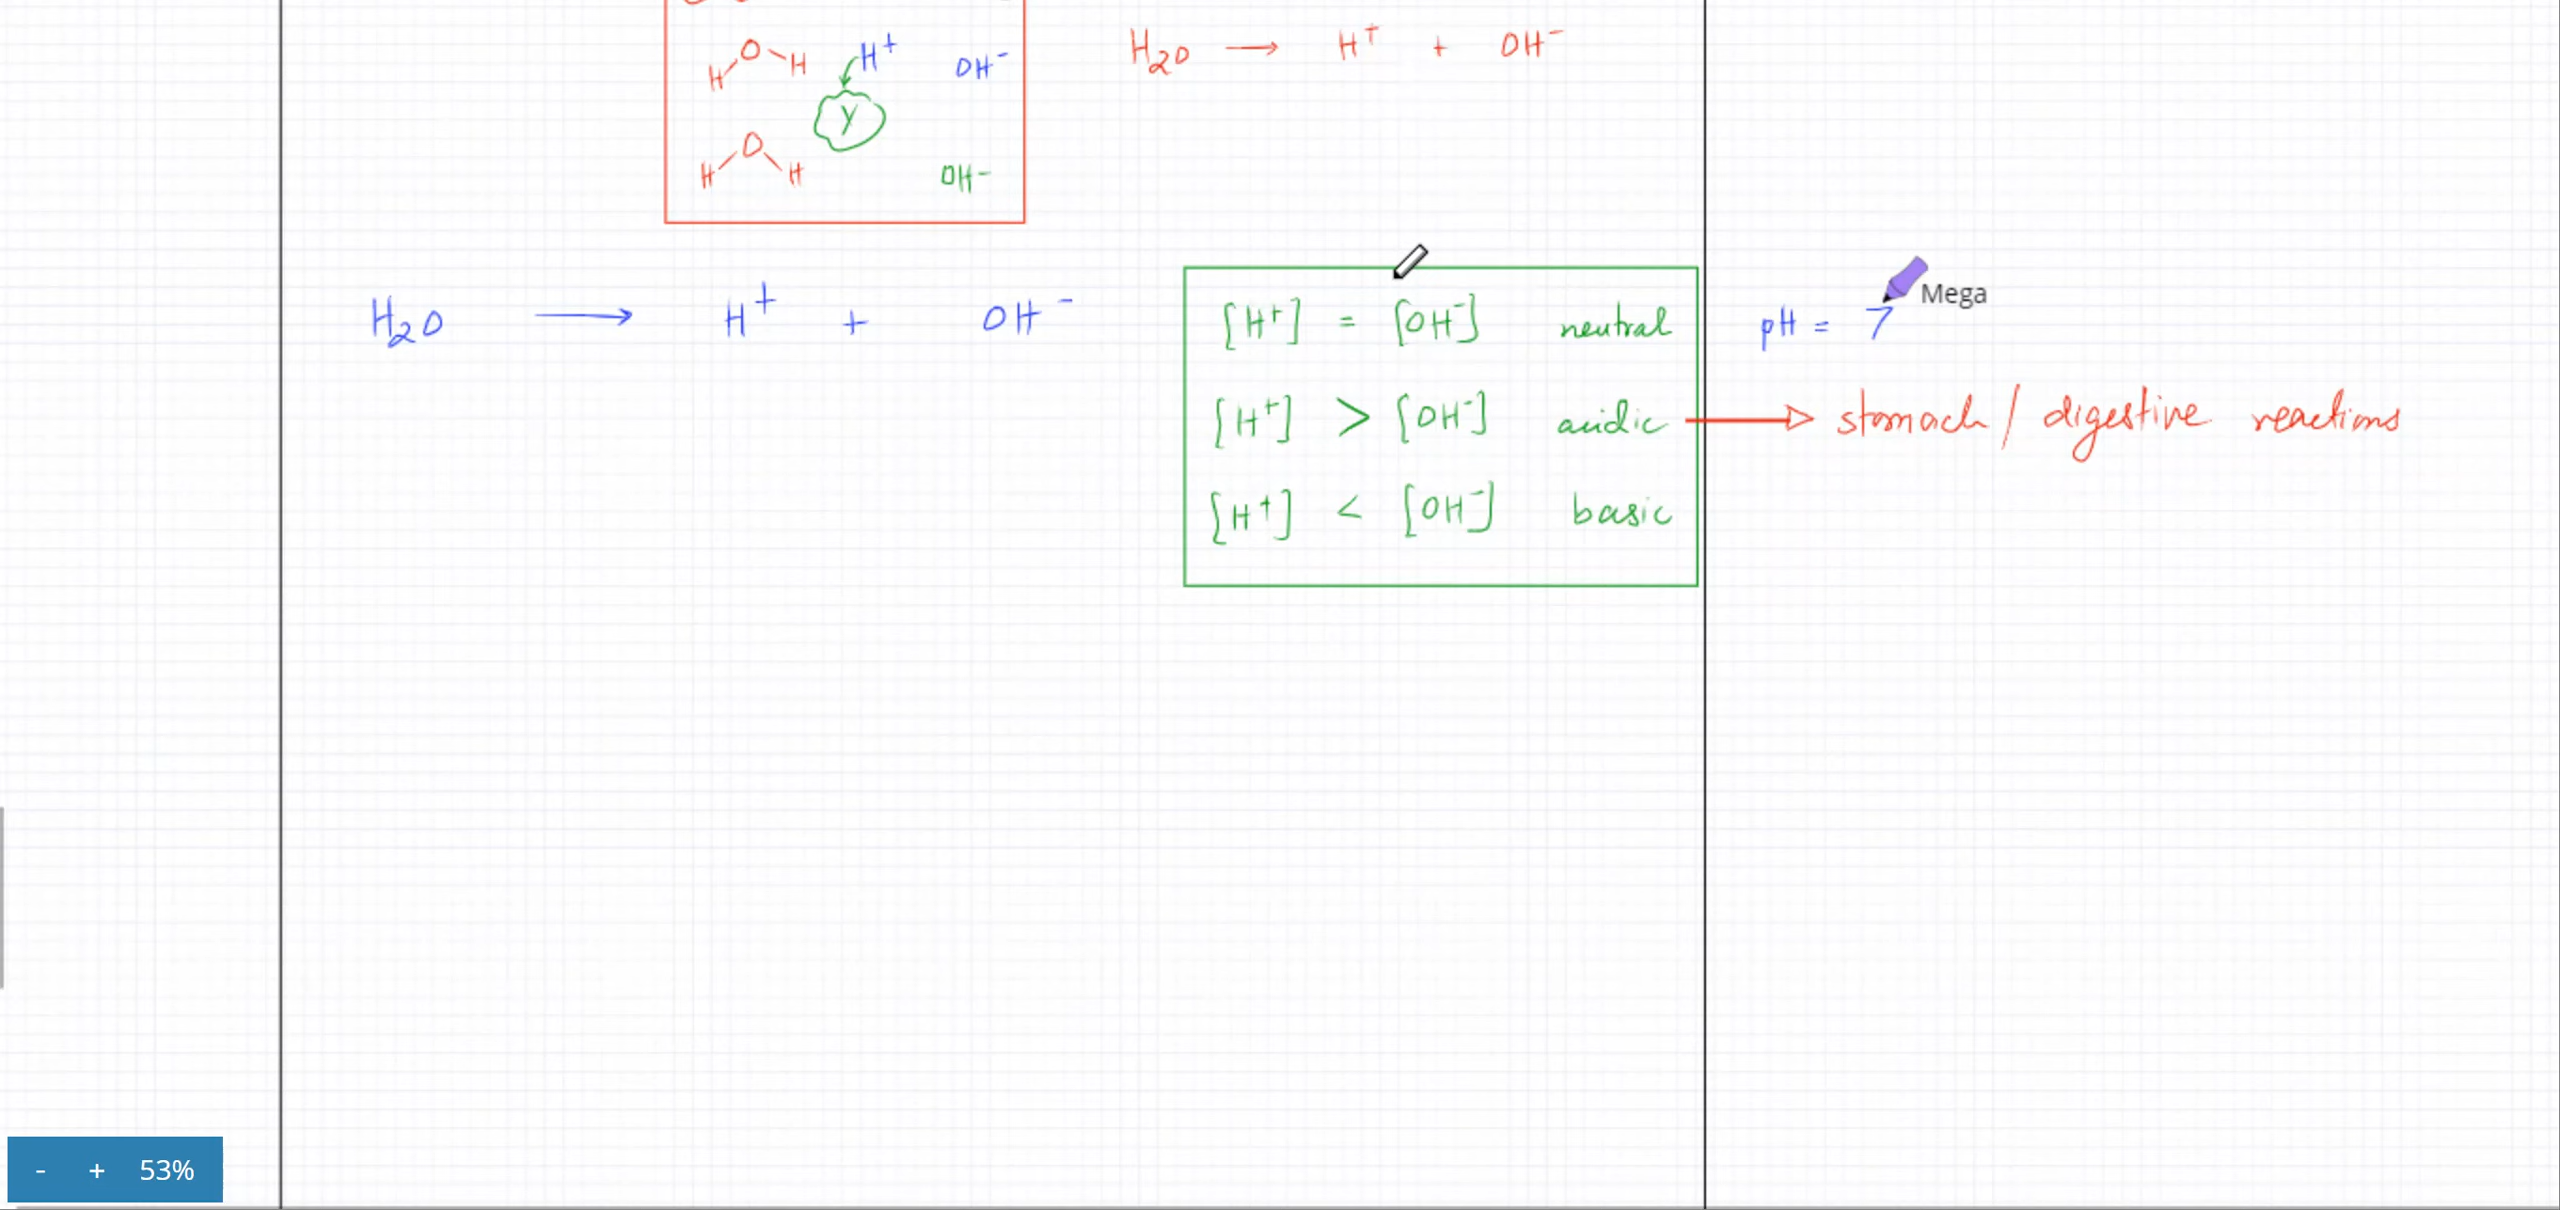 H₂O → H⁺ + OH⁻
O H⁺ OH⁻
H H
Y
O
H H OH⁻
H₂O → H⁺ + OH⁻
[H⁺] = [OH⁻] neutral
pH = 7
Mega
[H⁺] > [OH⁻] acidic → stomach / digestive reactions
[H⁺] < [OH⁻] basic
- + 53%